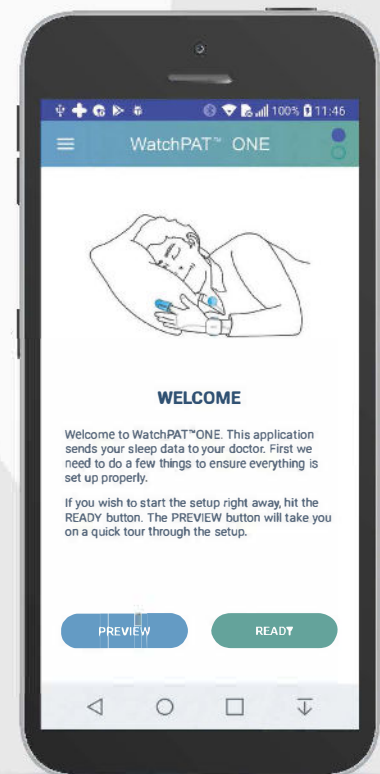 100% 11:46
WatchPAT™ ONE
WELCOME
Welcome to WatchPAT™ONE. This application
sends your sleep data to your doctor. First we
need to do a few things to ensure everything is
set up properly.
If you wish to start the setup right away, hit the
READY button. The PREVIEW button will take you
on a quick tour through the setup.
PREVIEW
READY